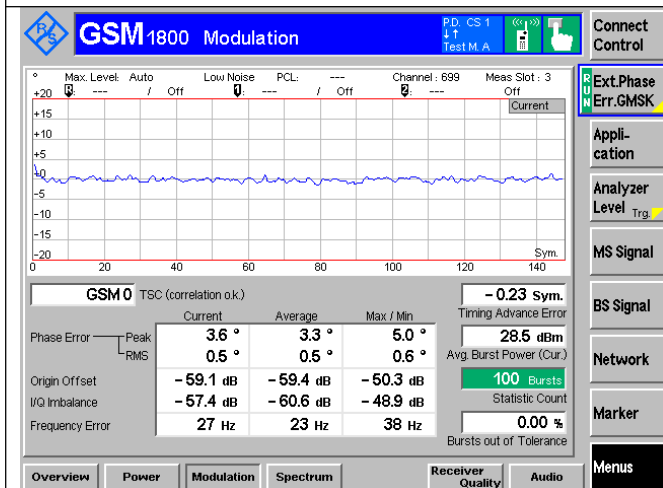 R S
GSM 1800 Modulation
P.D. CS 1
Test M. A
Connect Control
° Max. Level: Auto Low Noise PCL: --- Channel : 699 Meas Slot : 3
--- / Off --- / Off 2: --- Off
Current
+20
+15
+10
+5
0
-5
-10
-15
-20
Sym.
0 20 40 60 80 100 120 140
RUN
Ext.Phase Err.GMSK
Appli-
cation
Analyzer Level Trg.
MS Signal
BS Signal
Network
Marker
Menus
GSM 0 TSC (correlation o.k.)
Current Average Max / Min
Phase Error Peak 3.6 ° 3.3 ° 5.0 °
RMS 0.5 ° 0.5 ° 0.6 °
Origin Offset -59.1 dB -59.4 dB -50.3 dB
I/Q Imbalance -57.4 dB -60.6 dB -48.9 dB
Frequency Error 27 Hz 23 Hz 38 Hz
-0.23 Sym.
Timing Advance Error
28.5 dBm
Avg. Burst Power (Cur.)
100 Bursts
Statistic Count
0.00 %
Bursts out of Tolerance
Overview Power Modulation Spectrum Receiver Quality Audio